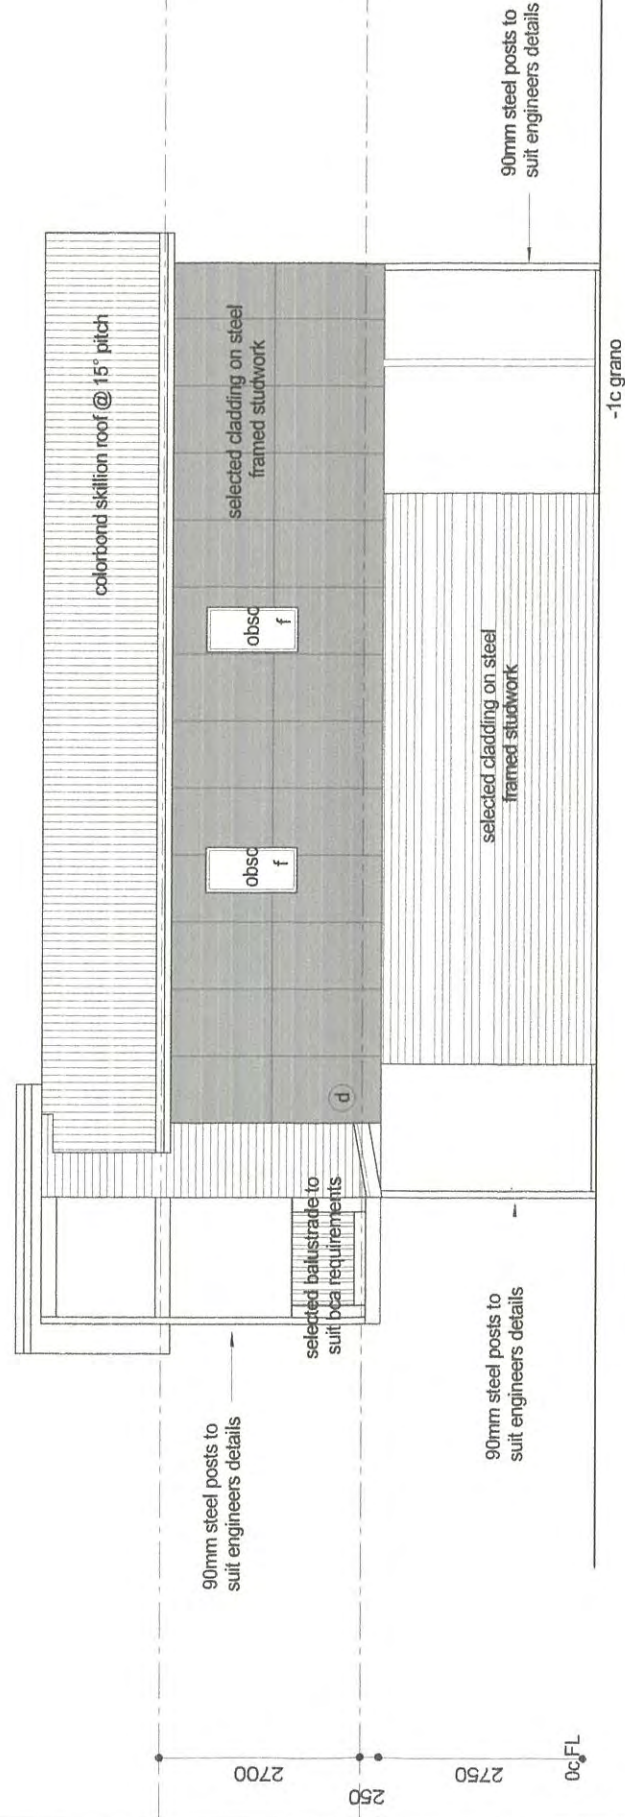 colorbond skillion roof @ 15° pitch
selected cladding on steel
framed studwork
90mm steel posts to
suit engineers details
obsc
f
obsc
f
d
selected balustrade to
suit bca requirements
selected cladding on steel
framed studwork
90mm steel posts to
suit engineers details
90mm steel posts to
suit engineers details
-1c grano
2700
250
2750
0c FL